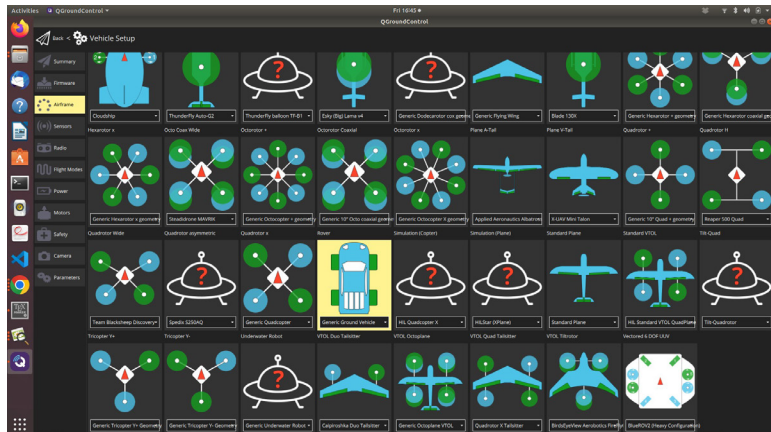 Activities
QGroundControl
Fri 16:45
QGroundControl
Back < Vehicle Setup
Summary
Firmware
Airframe
Sensors
Radio
Flight Modes
Power
Motors
Safety
Camera
Parameters
Cloudship
Thunderfly Auto-G2
Thunderfly balloon TF-B1
Esky (Big) Lama v4
Generic Dodecarotor cox geome
Generic Flying Wing
Blade 130X
Generic Hexarotor + geometry
Generic Hexarotor coaxial geo
Hexarotor x
Octo Coax Wide
Octorotor +
Octorotor Coaxial
Octorotor x
Plane A-Tail
Plane V-Tail
Quadrotor +
Quadrotor H
Generic Hexarotor x geometry
Steadidrone MAVRIK
Generic Octocopter + geometry
Generic 10" Octo coaxial geome
Generic Octocopter X geometry
Applied Aeronautics Albatross
X-UAV Mini Talon
Generic 10" Quad + geometry
Reaper 500 Quad
Quadrotor Wide
Quadrotor asymmetric
Quadrotor x
Rover
Simulation (Copter)
Simulation (Plane)
Standard Plane
Standard VTOL
Tilt-Quad
Team Blacksheep Discovery
Spedix S250AQ
Generic Quadcopter
Generic Ground Vehicle
HIL Quadcopter X
HILStar (XPlane)
Standard Plane
HIL Standard VTOL QuadPlane
Tilt-Quadrotor
Tricopter Y+
Tricopter Y-
Underwater Robot
VTOL Duo Tailsitter
VTOL Octoplane
VTOL Quad Tailsitter
VTOL Tiltrotor
Vectored 6 DOF UUV
Generic Tricopter Y+ Geometry
Generic Tricopter Y- Geometry
Generic Underwater Robot
Caipiroshka Duo Tailsitter
Generic Octoplane VTOL
Quadrotor X Tailsitter
BirdsEyeView Aerobotics FireFly
BlueROV2 (Heavy Configuration)